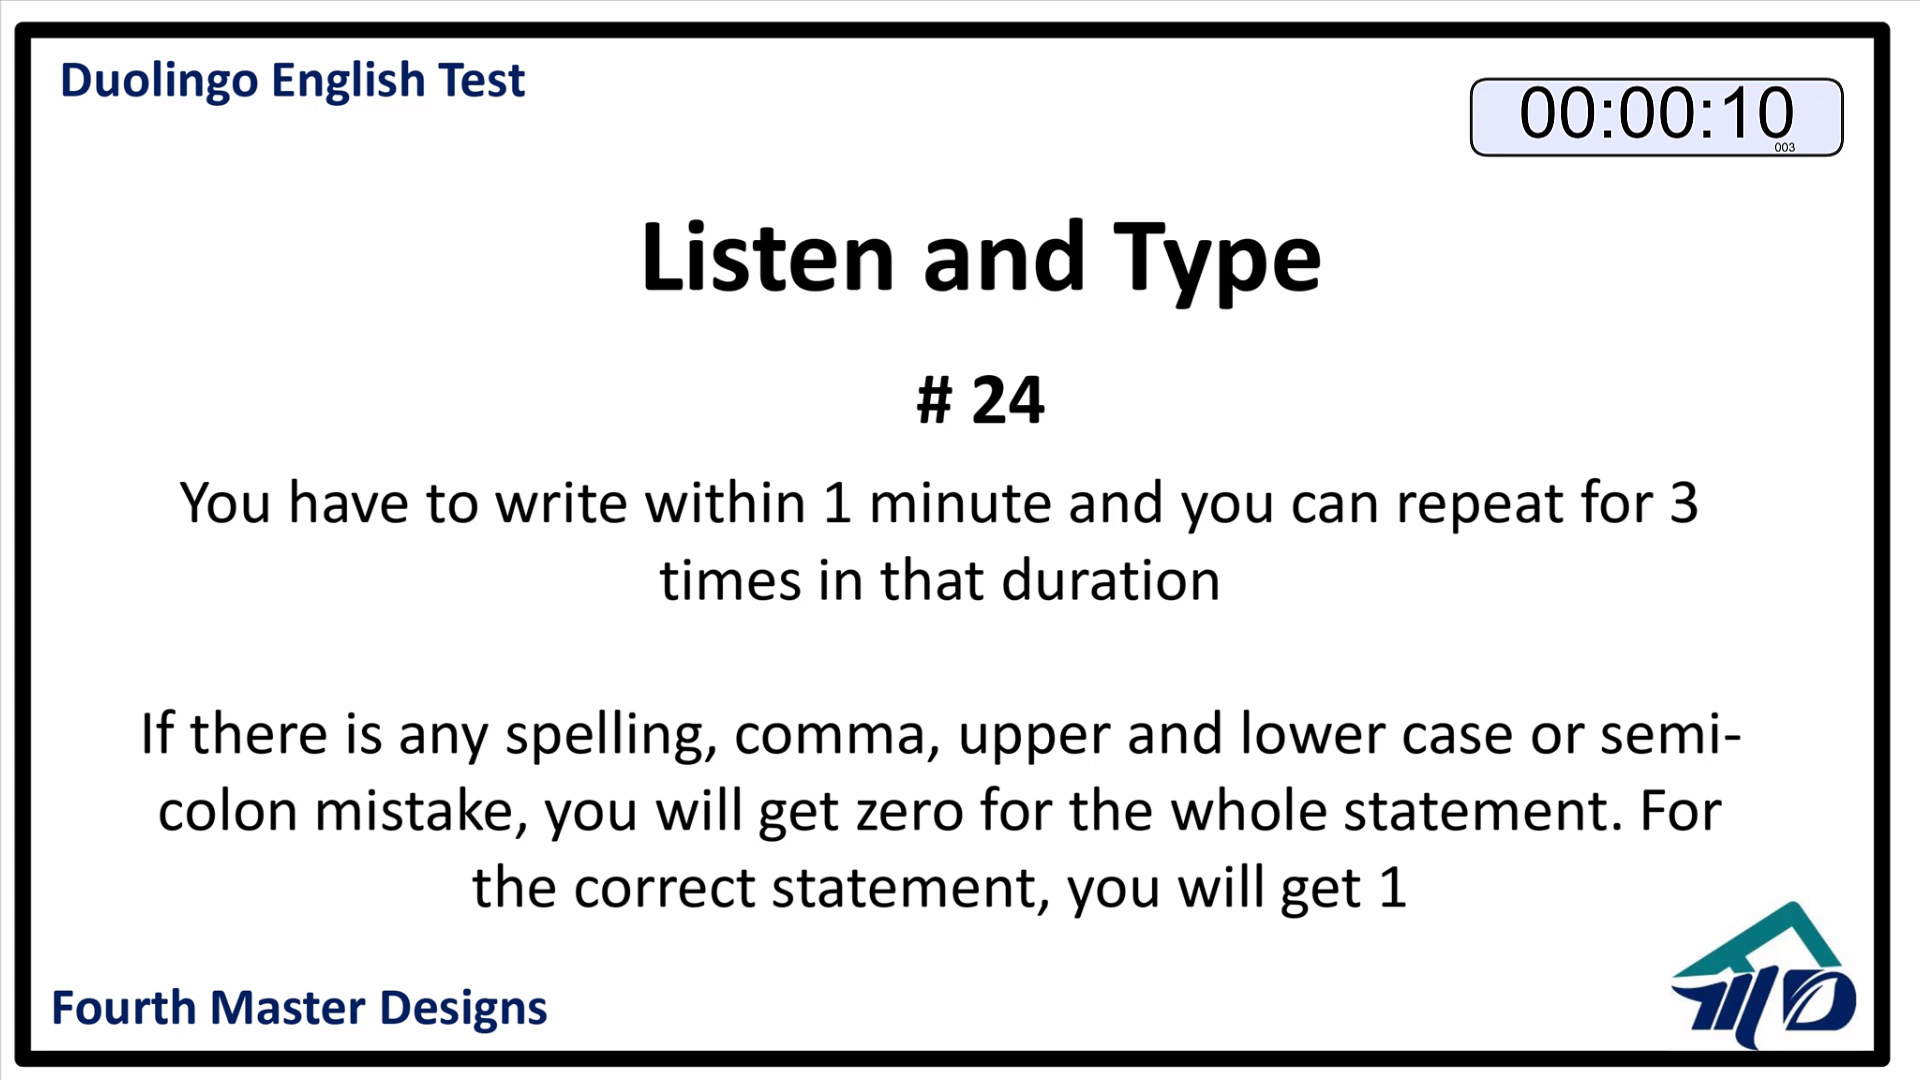 Duolingo English Test
00:00:10
003
Listen and Type
# 24
You have to write within 1 minute and you can repeat for 3
times in that duration
If there is any spelling, comma, upper and lower case or semi-
colon mistake, you will get zero for the whole statement. For
the correct statement, you will get 1
Fourth Master Designs